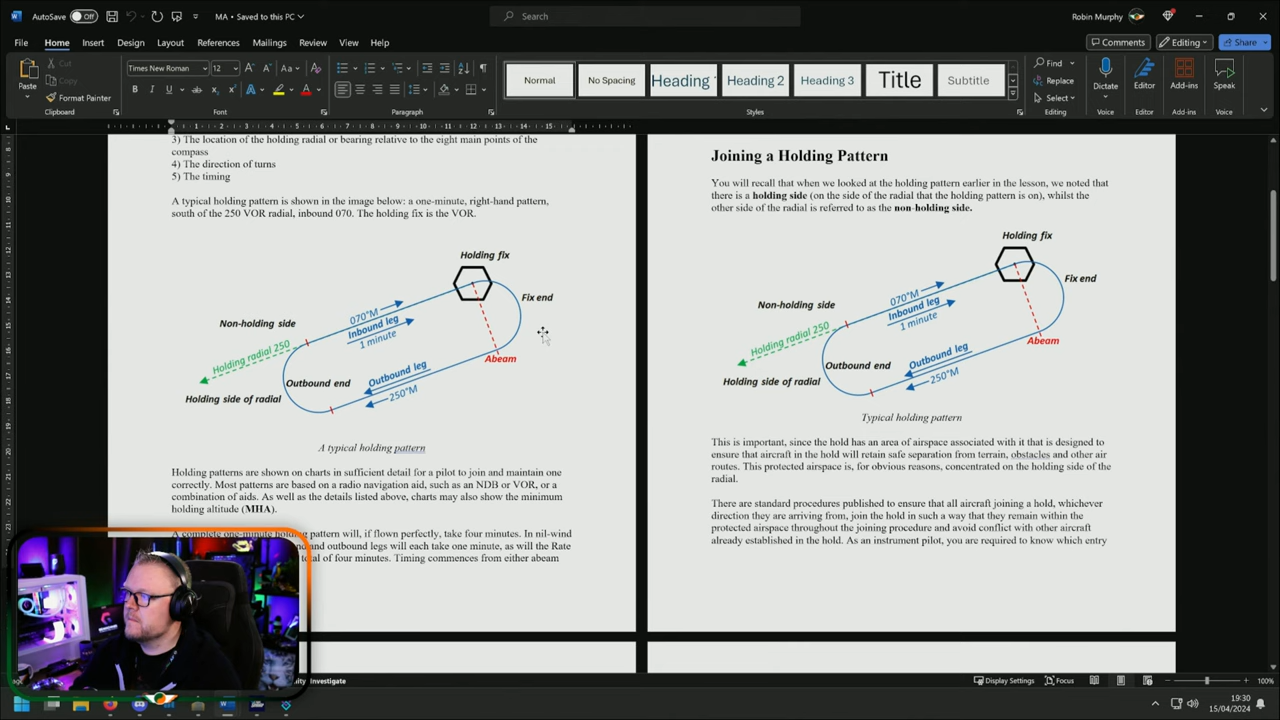 AutoSave Off MA • Saved to this PC Search Robin Murphy
File Home Insert Design Layout References Mailings Review View Help Comments Editing Share
Paste Cut Copy Format Painter
Clipboard
Times New Roman 12
Font
Paragraph
Normal No Spacing Heading Heading 2 Heading 3 Title Subtitle
Styles
Find Replace Select
Editing
Dictate
Voice
Editor
Editor
Add-ins
Add-ins
Speak
Voice
3) The location of the holding radial or bearing relative to the eight main points of the
compass
4) The direction of turns
5) The timing
A typical holding pattern is shown in the image below: a one-minute, right-hand pattern,
south of the 250 VOR radial, inbound 070. The holding fix is the VOR.
Holding fix
Fix end
Non-holding side
070°M
Inbound leg
1 minute
Holding radial 250
Abeam
Outbound end
Outbound leg
250°M
Holding side of radial
A typical holding pattern
Holding patterns are shown on charts in sufficient detail for a pilot to join and maintain one
correctly. Most patterns are based on a radio navigation aid, such as an NDB or VOR, or a
combination of aids. As well as the details listed above, charts may also show the minimum
holding altitude (MHA).
A complete one-minute holding pattern will, if flown perfectly, take four minutes. In nil-wind
and outbound legs will each take one minute, as will the Rate
total of four minutes. Timing commences from either abeam
Joining a Holding Pattern
You will recall that when we looked at the holding pattern earlier in the lesson, we noted that
there is a holding side (on the side of the radial that the holding pattern is on), whilst the
other side of the radial is referred to as the non-holding side.
Holding fix
Fix end
Non-holding side
070°M
Inbound leg
1 minute
Holding radial 250
Abeam
Outbound end
Outbound leg
250°M
Holding side of radial
Typical holding pattern
This is important, since the hold has an area of airspace associated with it that is designed to
ensure that aircraft in the hold will retain safe separation from terrain, obstacles and other air
routes. This protected airspace is, for obvious reasons, concentrated on the holding side of the
radial.
There are standard procedures published to ensure that all aircraft joining a hold, whichever
direction they are arriving from, join the hold in such a way that they remain within the
protected airspace throughout the joining procedure and avoid conflict with other aircraft
already established in the hold. As an instrument pilot, you are required to know which entry
Investigate Display Settings Focus 100%
19:30
15/04/2024